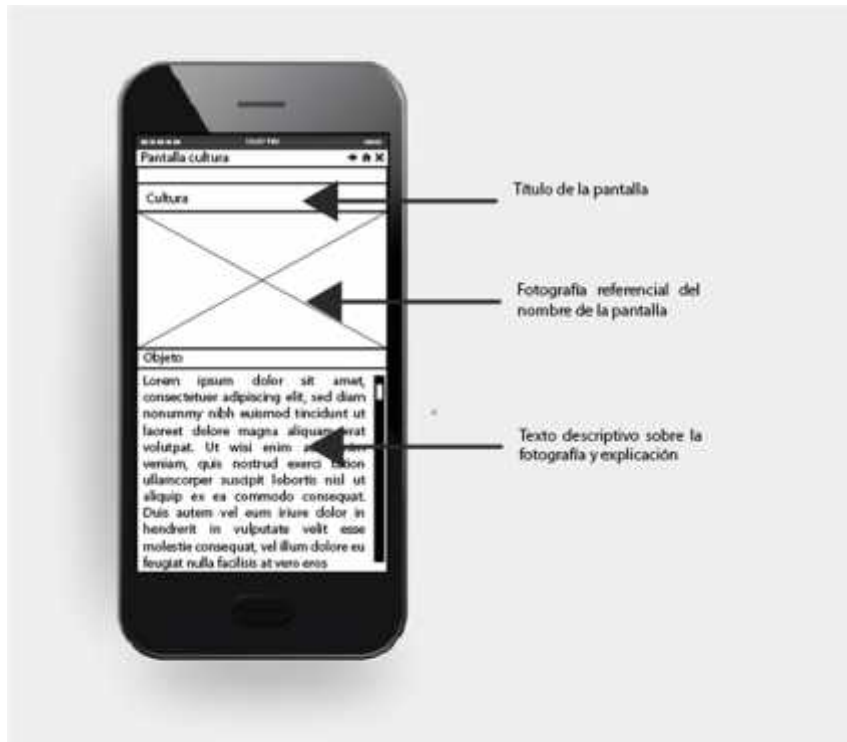 Pantalla cultura
Cultura
Título de la pantalla
Fotografía referencial del
nombre de la pantalla
Objeto
Lorem ipsum dolor sit amet,
consectetuer adipiscing elit, sed diam
nonummy nibh euismod tincidunt ut
laoreet dolore magna aliquam erat
volutpat. Ut wisi enim
veniam, quis nostrud exerci tation
ullamcorper suscipit lobortis nisl ut
aliquip ex ea commodo consequat.
Duis autem vel eum iriure dolor in
hendrerit in vulputate velit esse
molestie consequat, vel illum dolore eu
feugiat nulla facilisis at vero eros
Texto descriptivo sobre la
fotografía y explicación